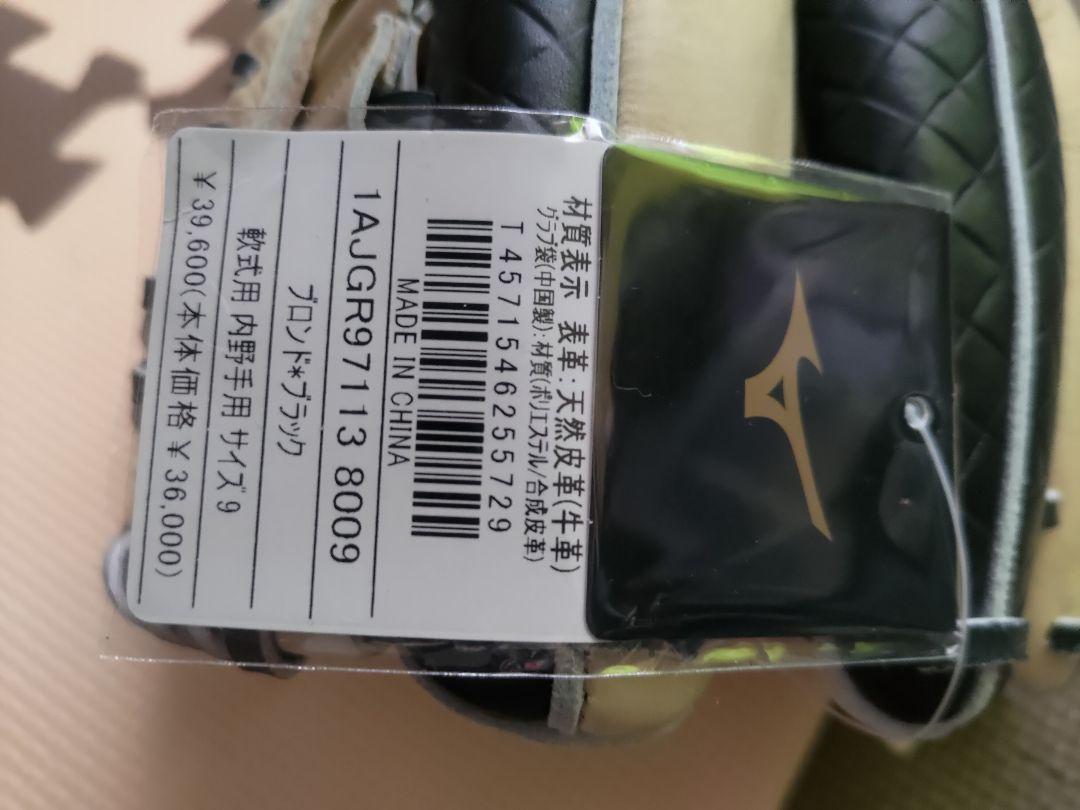 材質表示 表革:天然皮革(牛革)
グラブ袋(中国製):材質(ポリエステル/合成皮革)
T 4571546255729
MADE IN CHINA
1AJGR97113 8009
ブロンド*ブラック
軟式用 内野手用 サイズ9
¥39,600(本体価格¥36,000)